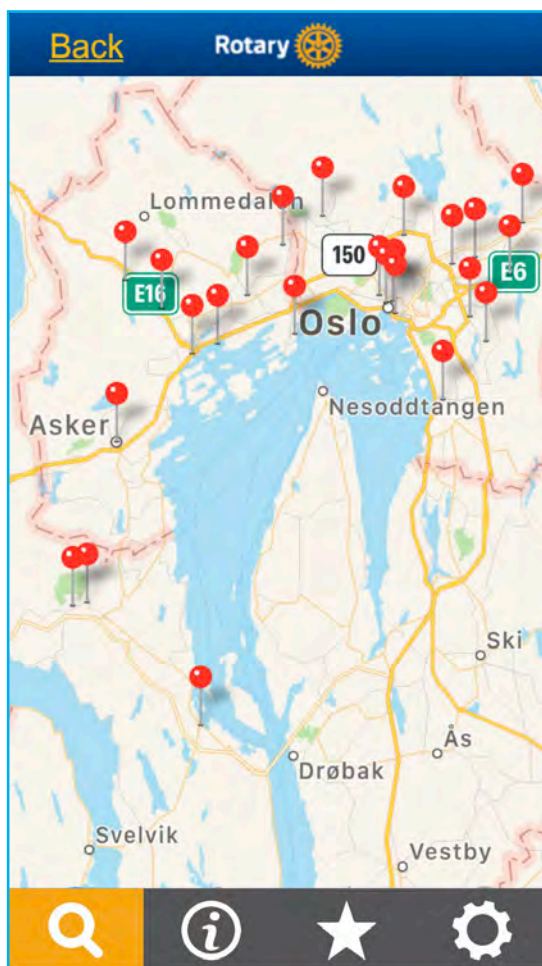 Back
Rotary
Lommedalen
150
E16
E6
Oslo
Nesoddtangen
Asker
Ski
Ås
Drøbak
Svelvik
Vestby